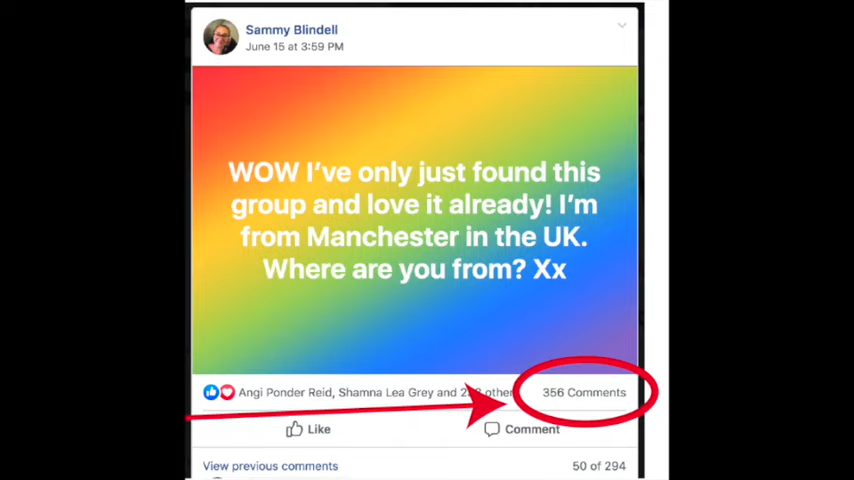 Sammy Blindell
June 15 at 3:59 PM
WOW I've only just found this
group and love it already! I'm
from Manchester in the UK.
Where are you from? Xx
Angi Ponder Reid, Shamna Lea Grey and 2 other
356 Comments
Like
Comment
View previous comments
50 of 294